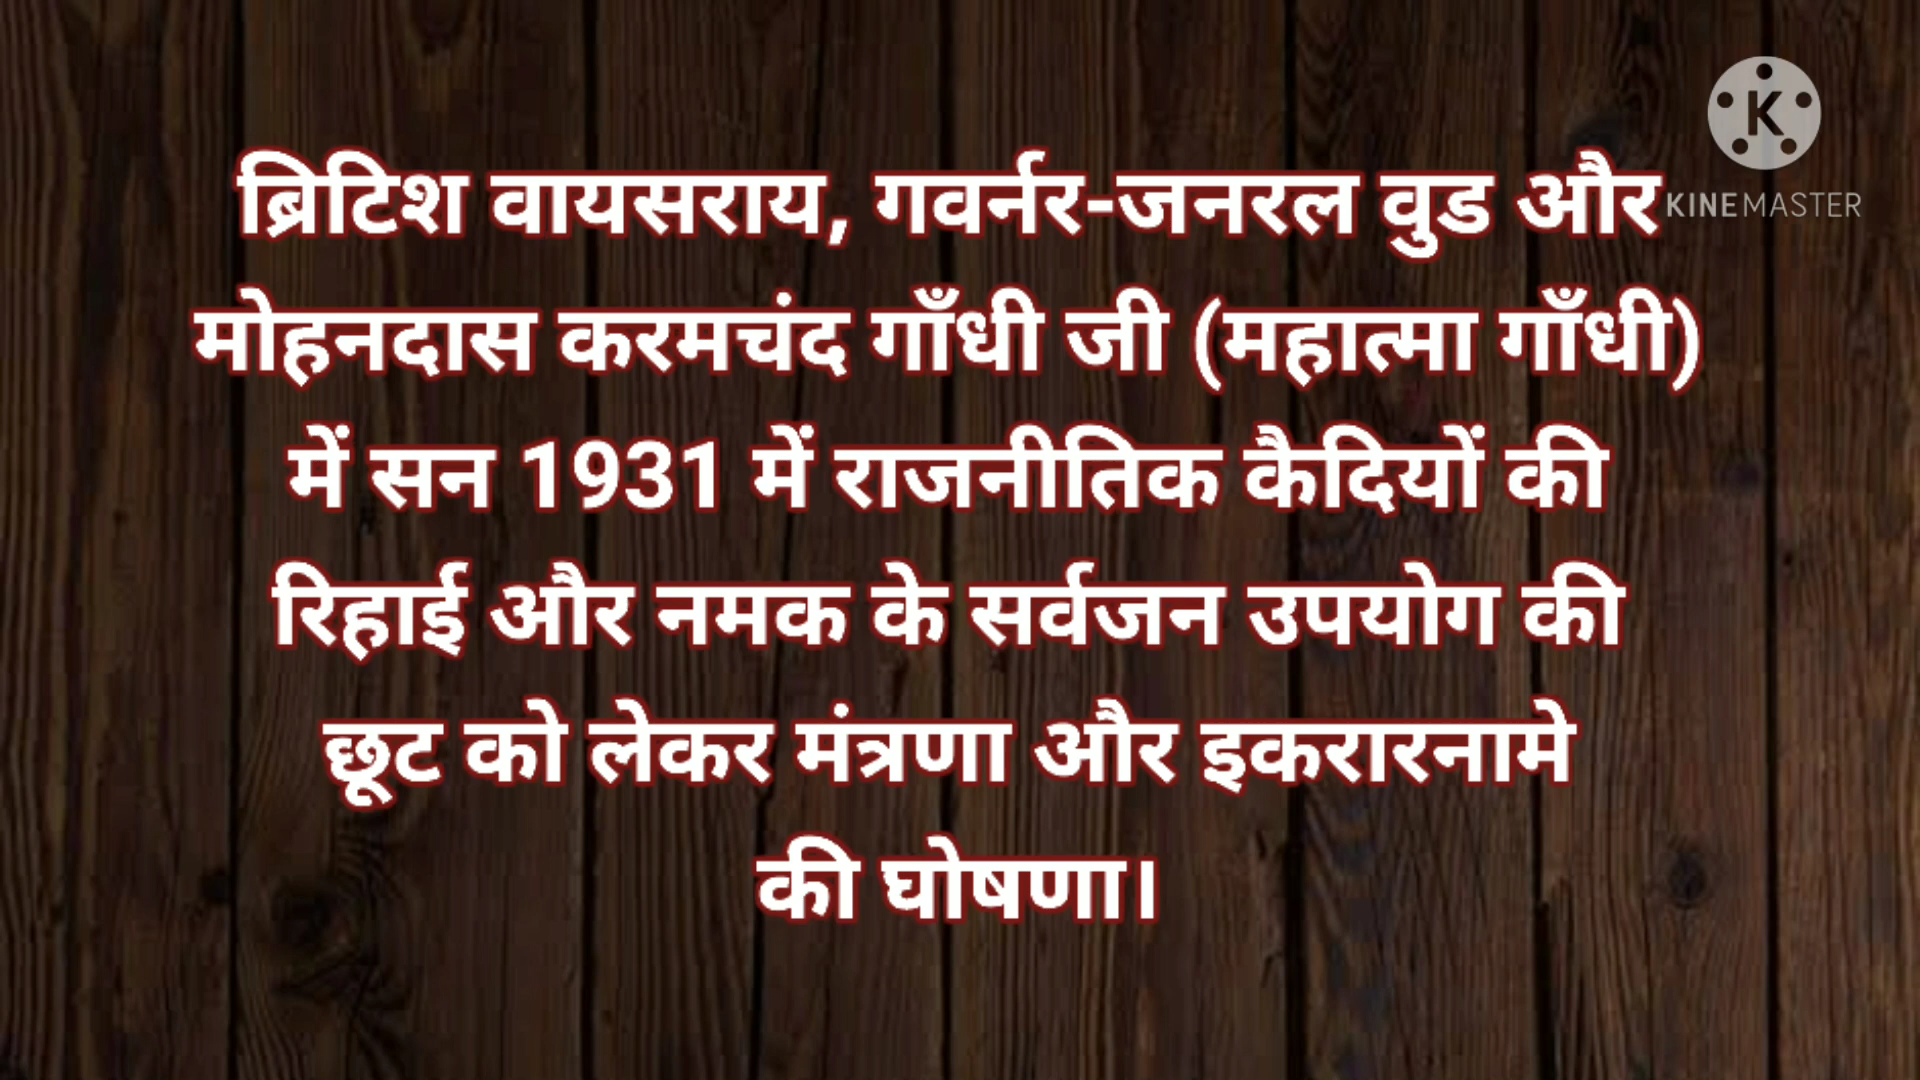 ब्रिटिश वायसराय, गवर्नर-जनरल वुड और
मोहनदास करमचंद गाँधी जी (महात्मा गाँधी)
में सन 1931 में राजनीतिक कैदियों की
रिहाई और नमक के सर्वजन उपयोग की
छूट को लेकर मंत्रणा और इकरारनामे
की घोषणा।
K
KINEMASTER